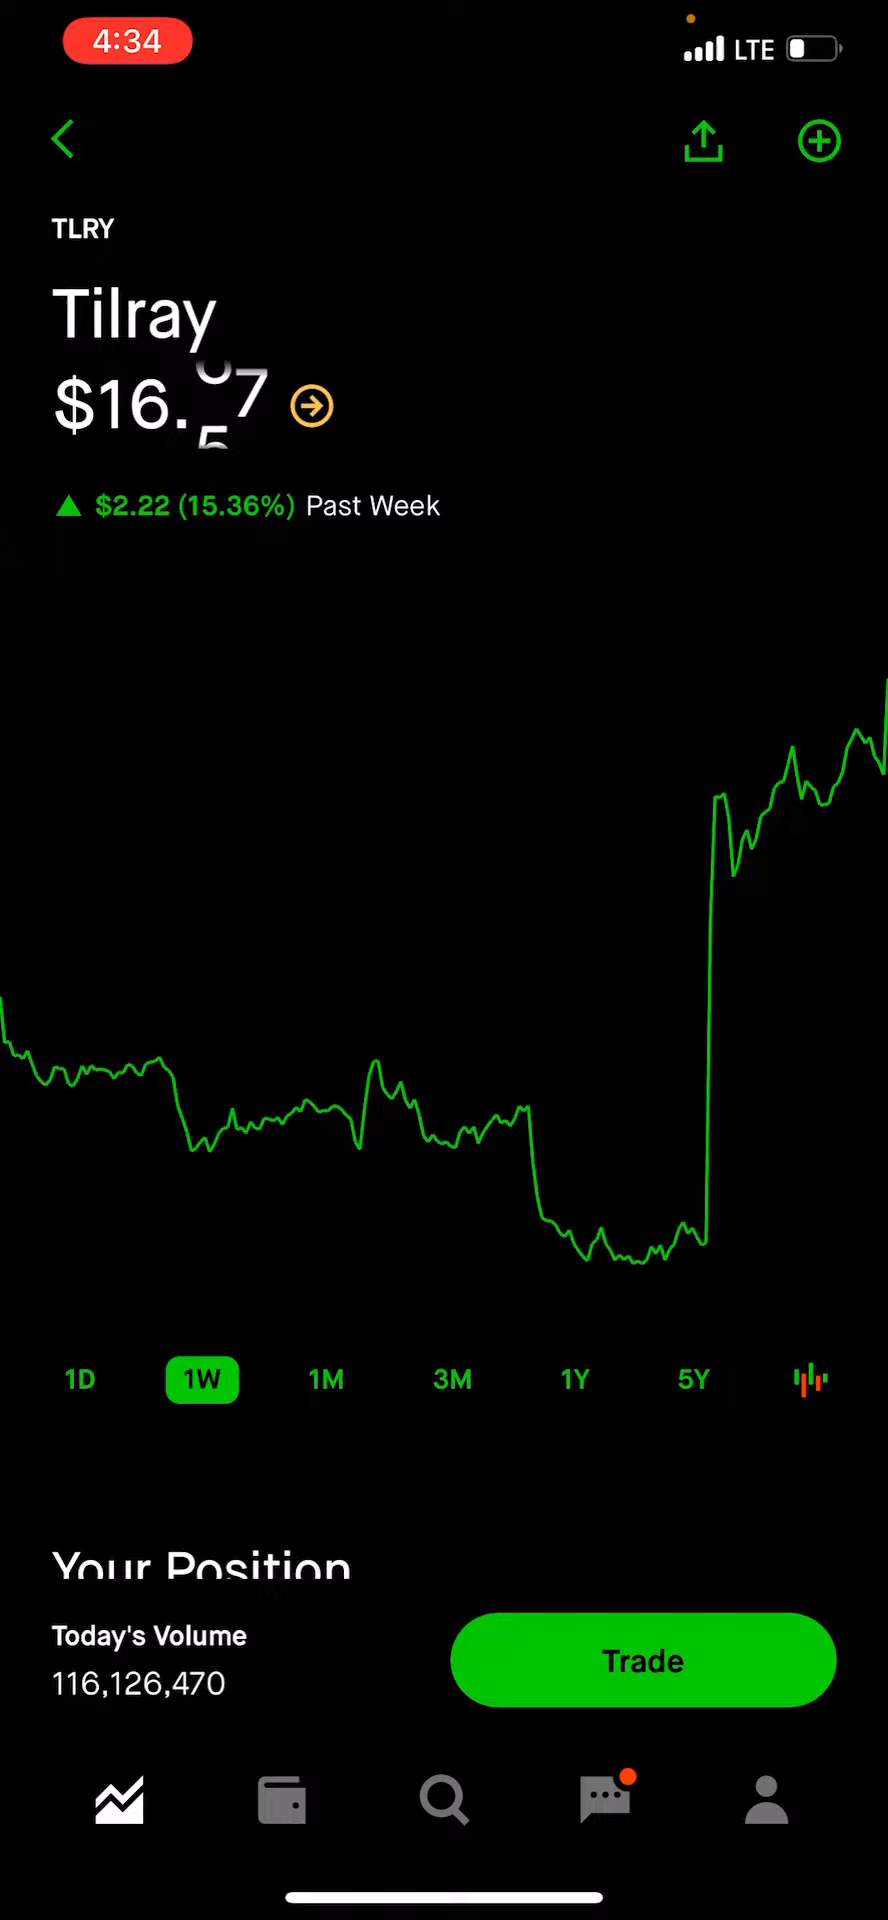 4:34
LTE
TLRY
Tilray
$16. 7
$2.22 (15.36%) Past Week
1D 1W 1M 3M 1Y 5Y
Your Position
Today's Volume
116,126,470
Trade